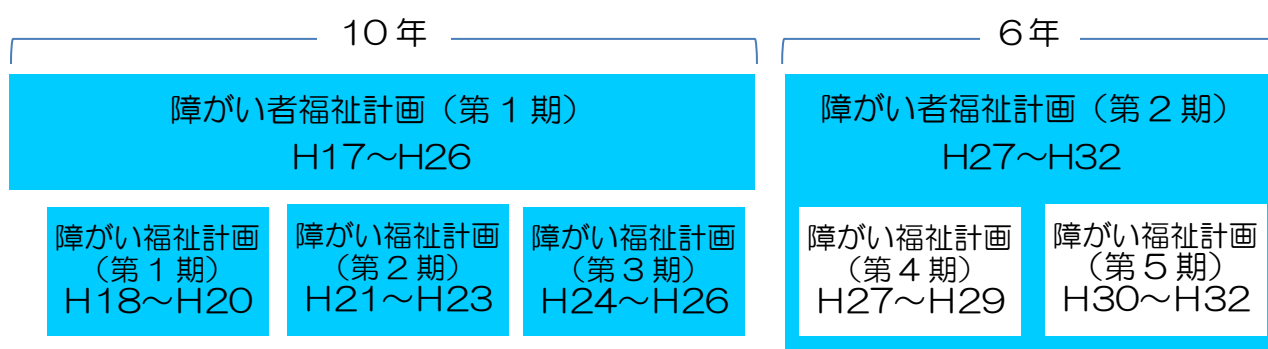 10年
6年
障がい者福祉計画（第1期）
H17～H26
障がい者福祉計画（第2期）
H27～H32
障がい福祉計画
（第1期）
H18～H20
障がい福祉計画
（第2期）
H21～H23
障がい福祉計画
（第3期）
H24～H26
障がい福祉計画
（第4期）
H27～H29
障がい福祉計画
（第5期）
H30～H32